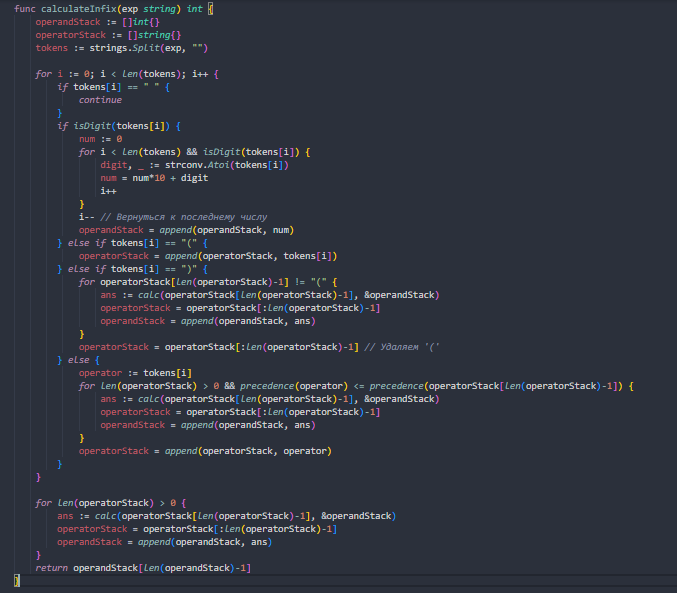 func calculateInfix(exp string) int {
    operandStack := []int{}
    operatorStack := []string{}
    tokens := strings.Split(exp, "")

    for i := 0; i < len(tokens); i++ {
        if tokens[i] == " " {
            continue
        }
        if isDigit(tokens[i]) {
            num := 0
            for i < len(tokens) && isDigit(tokens[i]) {
                digit, _ := strconv.Atoi(tokens[i])
                num = num*10 + digit
                i++
            }
            i-- // Вернуться к последнему числу
            operandStack = append(operandStack, num)
        } else if tokens[i] == "(" {
            operatorStack = append(operatorStack, tokens[i])
        } else if tokens[i] == ")" {
            for operatorStack[len(operatorStack)-1] != "(" {
                ans := calc(operatorStack[len(operatorStack)-1], &operandStack)
                operatorStack = operatorStack[:len(operatorStack)-1]
                operandStack = append(operandStack, ans)
            }
            operatorStack = operatorStack[:len(operatorStack)-1] // Удаляем '('
        } else {
            operator := tokens[i]
            for len(operatorStack) > 0 && precedence(operator) <= precedence(operatorStack[len(operatorStack)-1]) {
                ans := calc(operatorStack[len(operatorStack)-1], &operandStack)
                operatorStack = operatorStack[:len(operatorStack)-1]
                operandStack = append(operandStack, ans)
            }
            operatorStack = append(operatorStack, operator)
        }
    }

    for len(operatorStack) > 0 {
        ans := calc(operatorStack[len(operatorStack)-1], &operandStack)
        operatorStack = operatorStack[:len(operatorStack)-1]
        operandStack = append(operandStack, ans)
    }
    return operandStack[len(operandStack)-1]
}